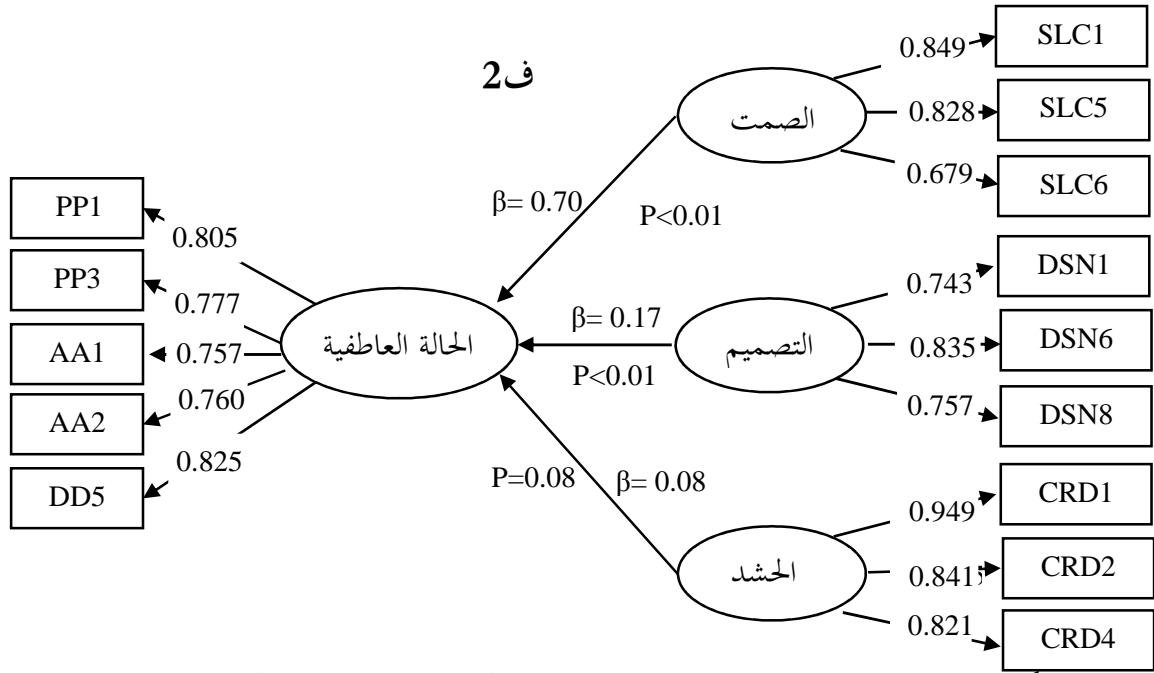 ف2
SLC1
0.849
الصمت
SLC5
0.828
SLC6
0.679
β= 0.70
P<0.01
PP1
0.805
PP3
0.777
AA1
0.757
AA2
0.760
DD5
0.825
الحالة العاطفية
β= 0.17
P<0.01
التصميم
DSN1
0.743
DSN6
0.835
DSN8
0.757
P=0.08
β= 0.08
الحشد
CRD1
0.949
CRD2
0.841
CRD4
0.821